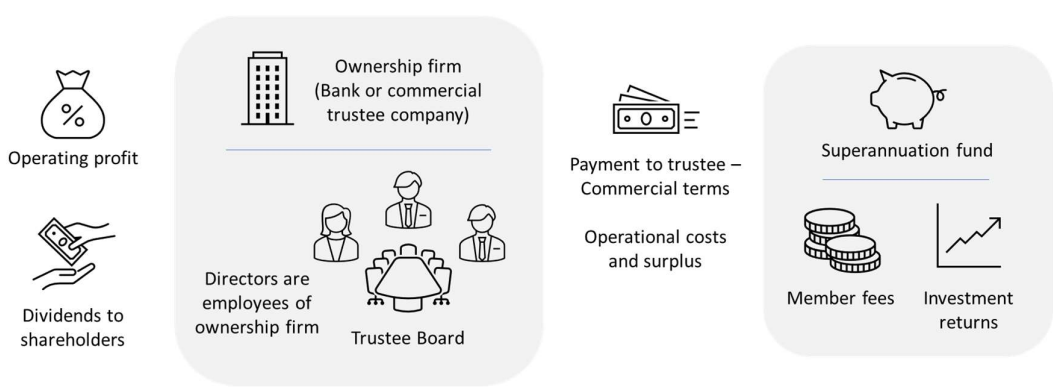 Operating profit
Dividends to
shareholders
Ownership firm
(Bank or commercial
trustee company)
Directors are
employees of
ownership firm
Trustee Board
Payment to trustee –
Commercial terms
Operational costs
and surplus
Superannuation fund
Member fees
Investment
returns